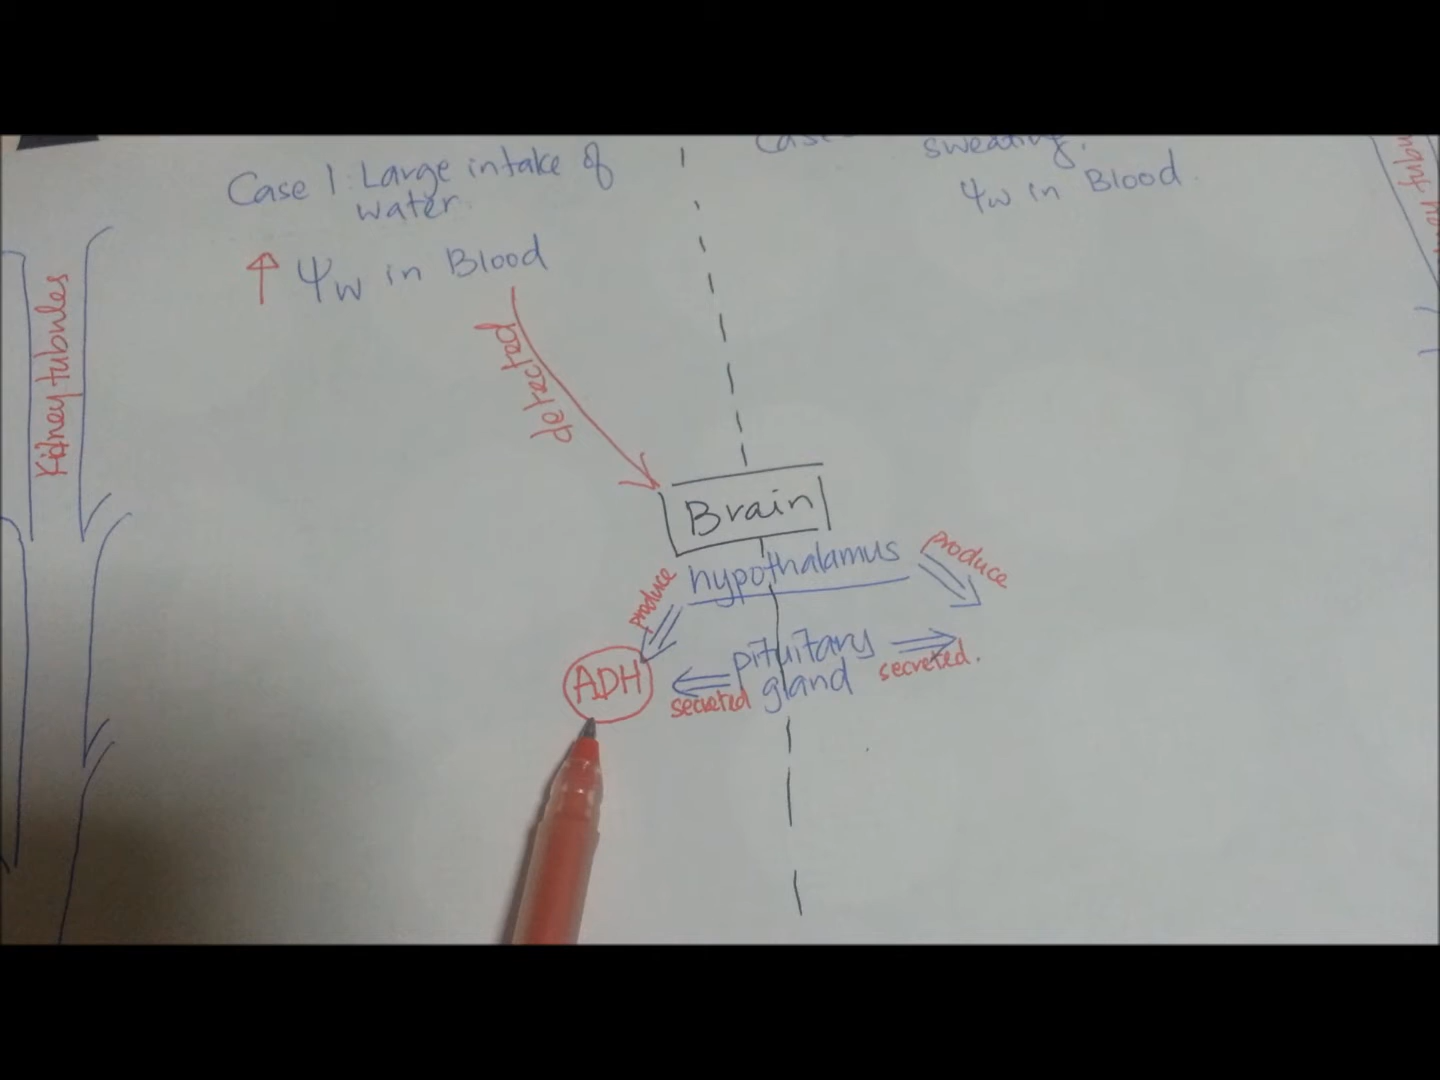 Case 1: Large intake of
water.
↑ Ψw in Blood
detected
sweating.
Ψw in Blood
Kidney tubules
Brain
hypothalamus
produce
produce
ADH
pituitary
gland
secreted
secreted.